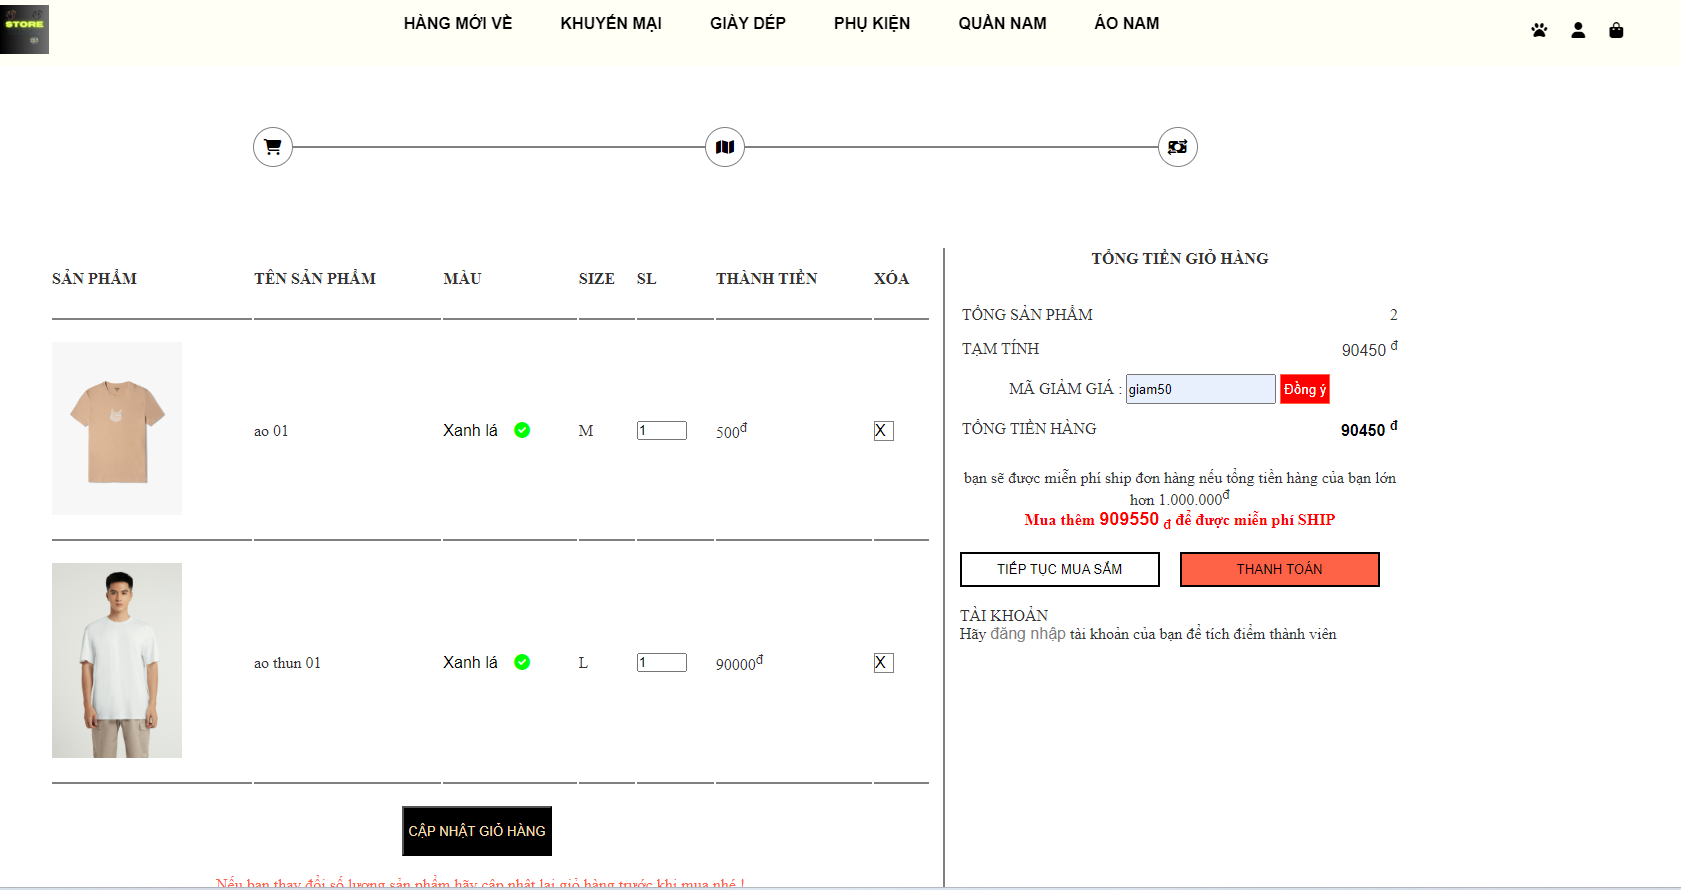 STORE
HÀNG MỚI VỀ KHUYẾN MẠI GIÀY DÉP PHỤ KIỆN QUẦN NAM ÁO NAM
SẢN PHẨM TÊN SẢN PHẨM MÀU SIZE SL THÀNH TIỀN XÓA
ao 01 Xanh lá M 1 500đ X
ao thun 01 Xanh lá L 1 90000đ X
CẬP NHẬT GIỎ HÀNG
Nếu bạn thay đổi số lượng sản phẩm hãy cập nhật lại giỏ hàng trước khi mua nhé !
TỔNG TIỀN GIỎ HÀNG
TỔNG SẢN PHẨM 2
TẠM TÍNH 90450 đ
MÃ GIẢM GIÁ : giam50 Đồng ý
TỔNG TIỀN HÀNG 90450 đ
bạn sẽ được miễn phí ship đơn hàng nếu tổng tiền hàng của bạn lớn
hơn 1.000.000đ
Mua thêm 909550 đ để được miễn phí SHIP
TIẾP TỤC MUA SẮM THANH TOÁN
TÀI KHOẢN
Hãy đăng nhập tài khoản của bạn để tích điểm thành viên